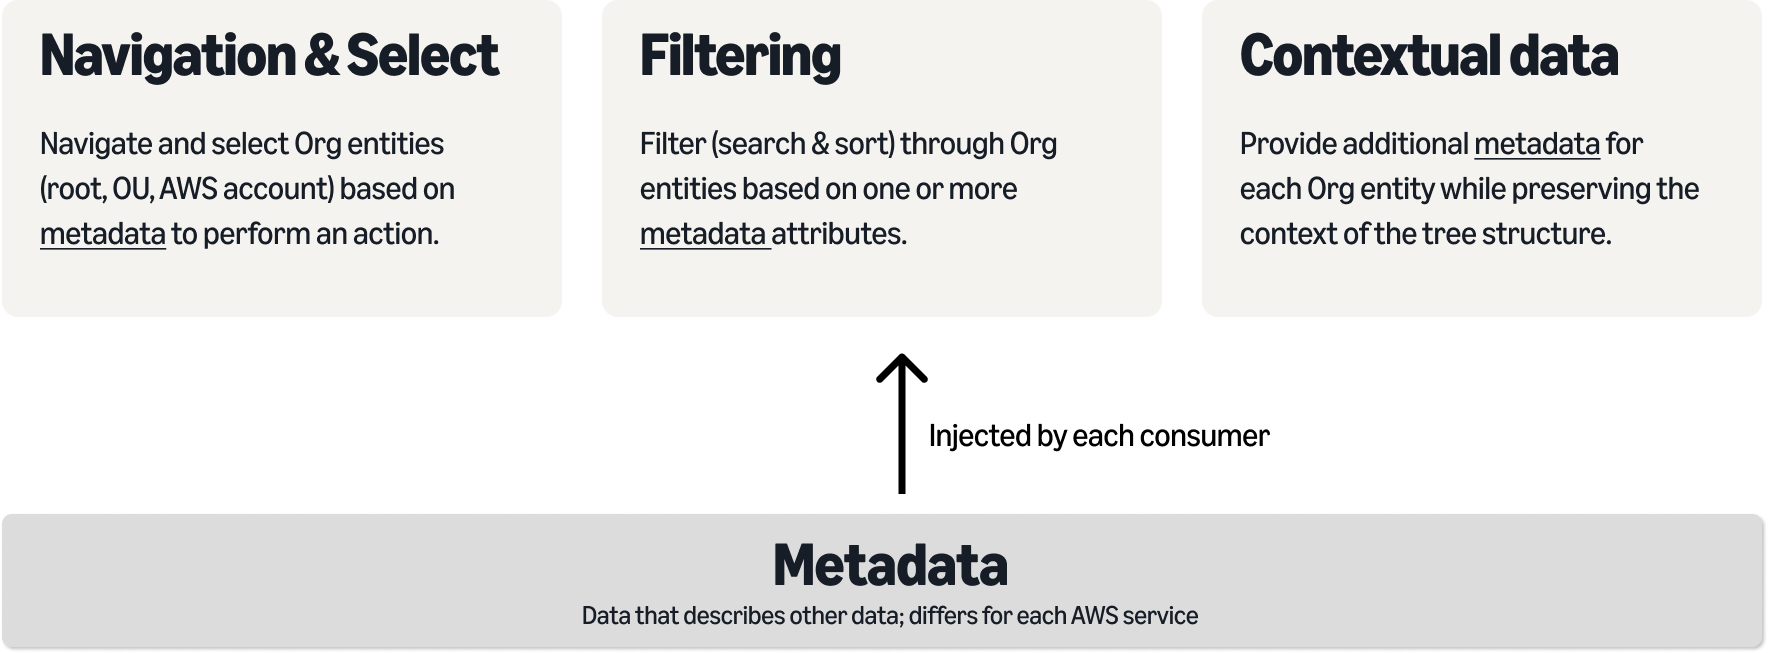 Navigation & Select
Navigate and select Org entities
(root, OU, AWS account) based on
metadata to perform an action.
Filtering
Filter (search & sort) through Org
entities based on one or more
metadata attributes.
Contextual data
Provide additional metadata for
each Org entity while preserving the
context of the tree structure.
Injected by each consumer
Metadata
Data that describes other data; differs for each AWS service